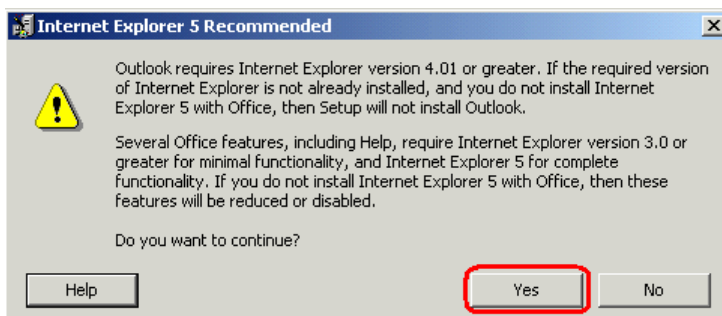 Internet Explorer 5 Recommended
Outlook requires Internet Explorer version 4.01 or greater. If the required version
of Internet Explorer is not already installed, and you do not install Internet
Explorer 5 with Office, then Setup will not install Outlook.
Several Office features, including Help, require Internet Explorer version 3.0 or
greater for minimal functionality, and Internet Explorer 5 for complete
functionality. If you do not install Internet Explorer 5 with Office, then these
features will be reduced or disabled.
Do you want to continue?
Help Yes No